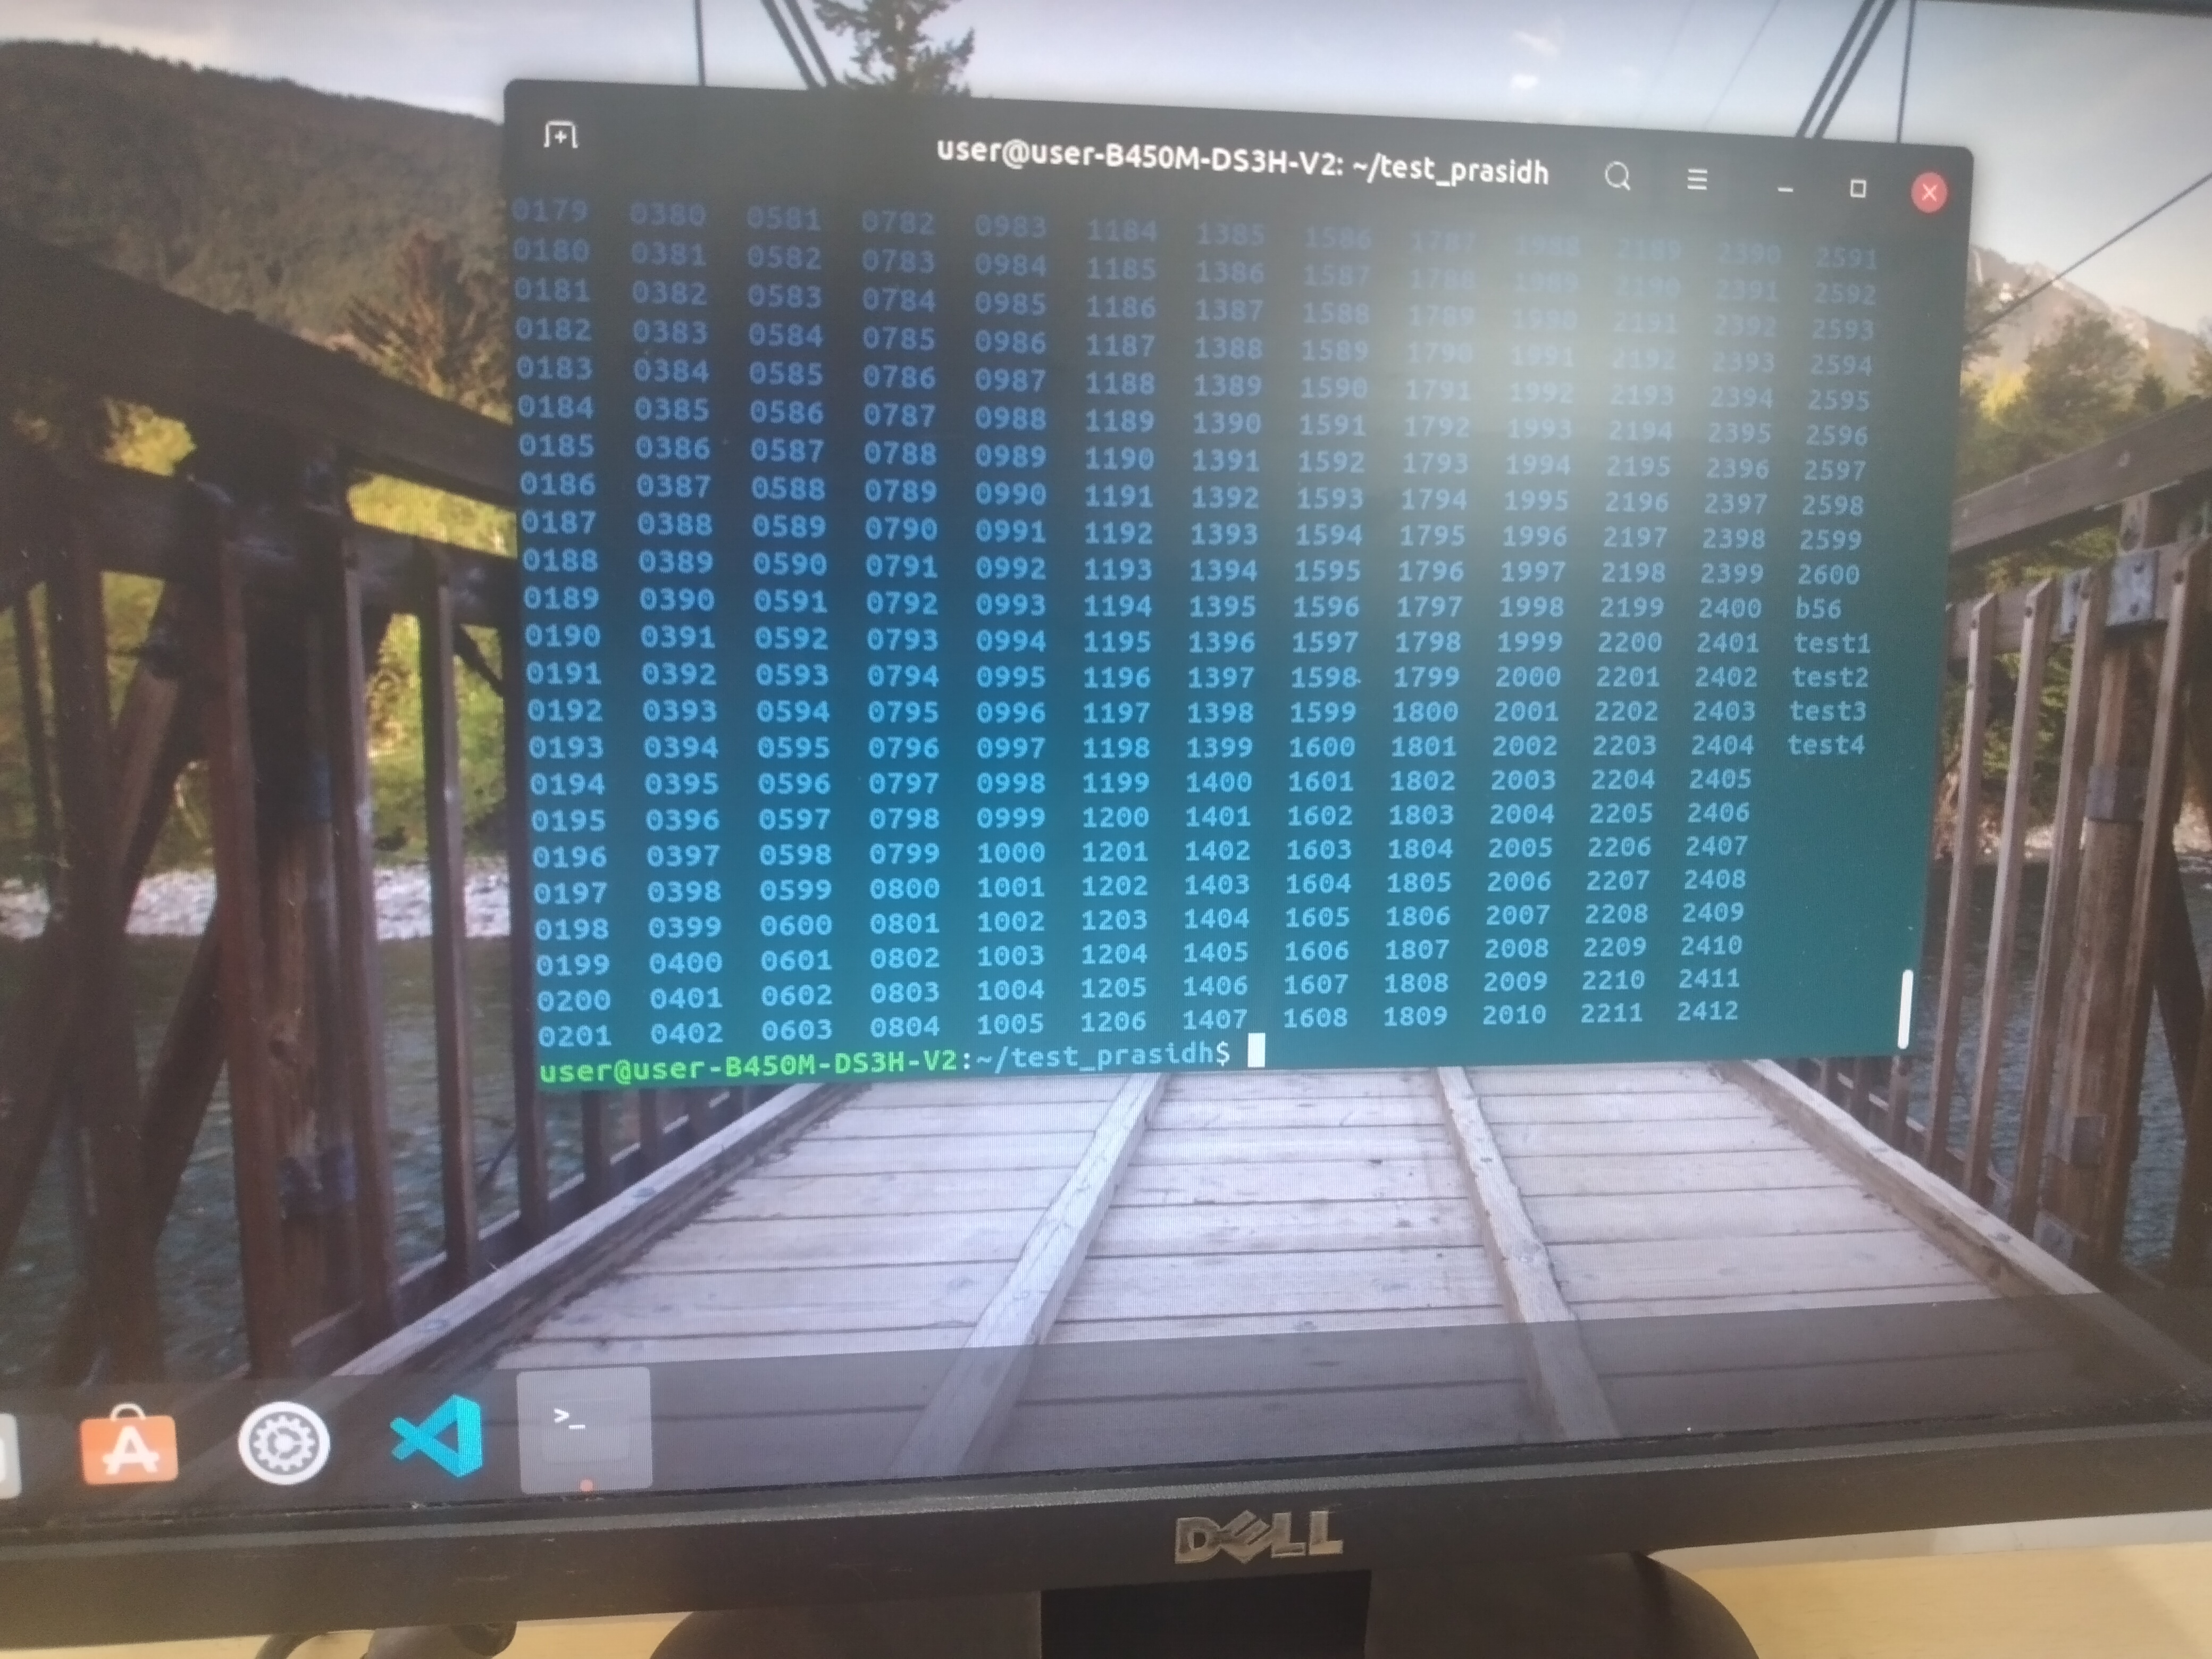 user@user-B450M-DS3H-V2: ~/test_prasidh
0179 0380 0581 0782 0983 1184 1385 1586 1787 1988 2189 2390 2591
0180 0381 0582 0783 0984 1185 1386 1587 1788 1989 2190 2391 2592
0181 0382 0583 0784 0985 1186 1387 1588 1789 1990 2191 2392 2593
0182 0383 0584 0785 0986 1187 1388 1589 1790 1991 2192 2393 2594
0183 0384 0585 0786 0987 1188 1389 1590 1791 1992 2193 2394 2595
0184 0385 0586 0787 0988 1189 1390 1591 1792 1993 2194 2395 2596
0185 0386 0587 0788 0989 1190 1391 1592 1793 1994 2195 2396 2597
0186 0387 0588 0789 0990 1191 1392 1593 1794 1995 2196 2397 2598
0187 0388 0589 0790 0991 1192 1393 1594 1795 1996 2197 2398 2599
0188 0389 0590 0791 0992 1193 1394 1595 1796 1997 2198 2399 2600
0189 0390 0591 0792 0993 1194 1395 1596 1797 1998 2199 2400 b56
0190 0391 0592 0793 0994 1195 1396 1597 1798 1999 2200 2401 test1
0191 0392 0593 0794 0995 1196 1397 1598 1799 2000 2201 2402 test2
0192 0393 0594 0795 0996 1197 1398 1599 1800 2001 2202 2403 test3
0193 0394 0595 0796 0997 1198 1399 1600 1801 2002 2203 2404 test4
0194 0395 0596 0797 0998 1199 1400 1601 1802 2003 2204 2405
0195 0396 0597 0798 0999 1200 1401 1602 1803 2004 2205 2406
0196 0397 0598 0799 1000 1201 1402 1603 1804 2005 2206 2407
0197 0398 0599 0800 1001 1202 1403 1604 1805 2006 2207 2408
0198 0399 0600 0801 1002 1203 1404 1605 1806 2007 2208 2409
0199 0400 0601 0802 1003 1204 1405 1606 1807 2008 2209 2410
0200 0401 0602 0803 1004 1205 1406 1607 1808 2009 2210 2411
0201 0402 0603 0804 1005 1206 1407 1608 1809 2010 2211 2412
user@user-B450M-DS3H-V2:~/test_prasidh$
DELL